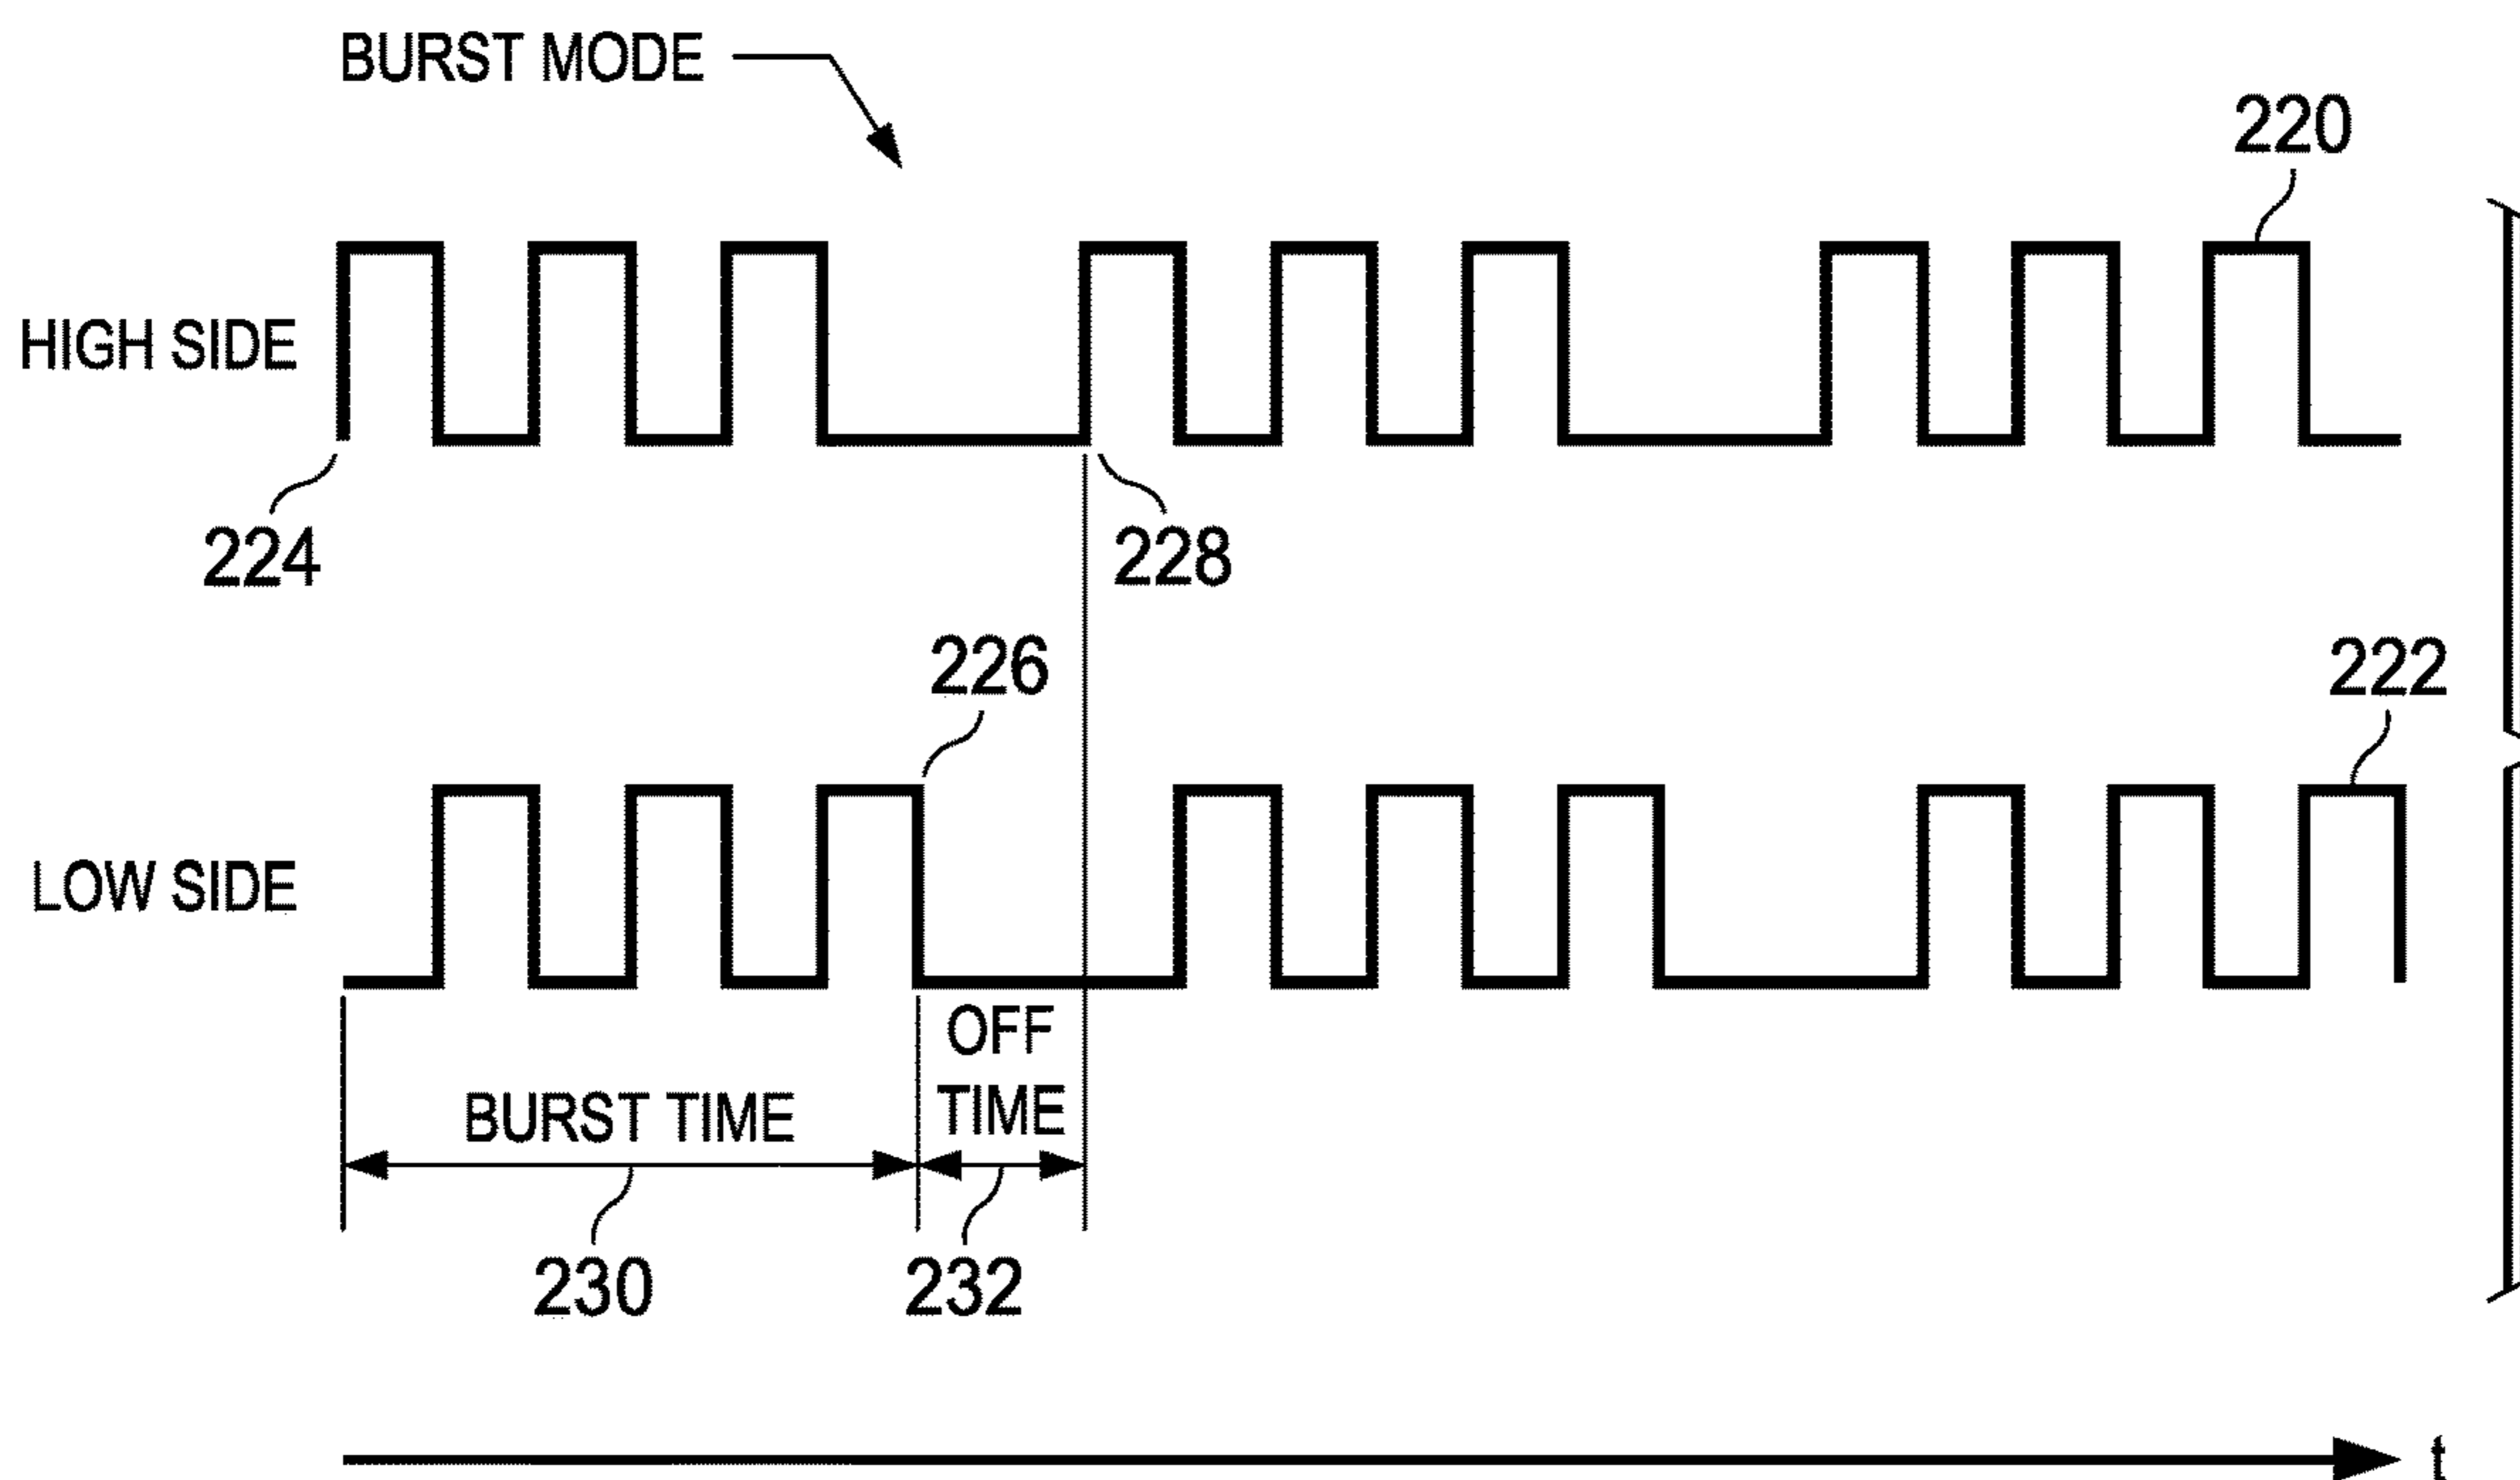 BURST MODE
220
HIGH SIDE
224
228
226
222
LOW SIDE
OFF
TIME
BURST TIME
230
232
t